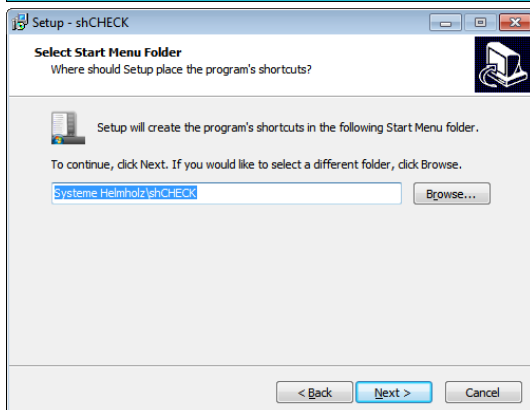 Setup - shCHECK
Select Start Menu Folder
Where should Setup place the program's shortcuts?
Setup will create the program's shortcuts in the following Start Menu folder.
To continue, click Next. If you would like to select a different folder, click Browse.
Systeme Helmholz\shCHECK
Browse...
< Back
Next >
Cancel